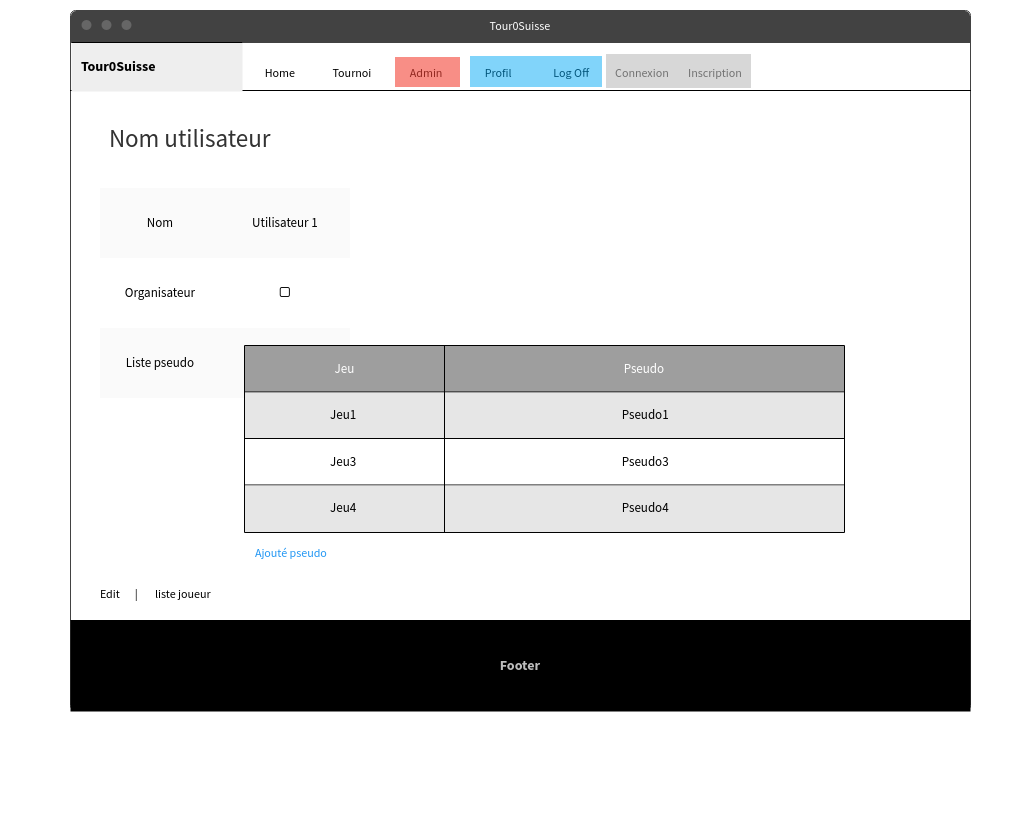 Tour0Suisse
Tour0Suisse
Home Tournoi Admin Profil Log Off Connexion Inscription
Nom utilisateur
Nom Utilisateur 1
Organisateur
Liste pseudo
Jeu Pseudo
Jeu1 Pseudo1
Jeu3 Pseudo3
Jeu4 Pseudo4
Ajouté pseudo
Edit | liste joueur
Footer